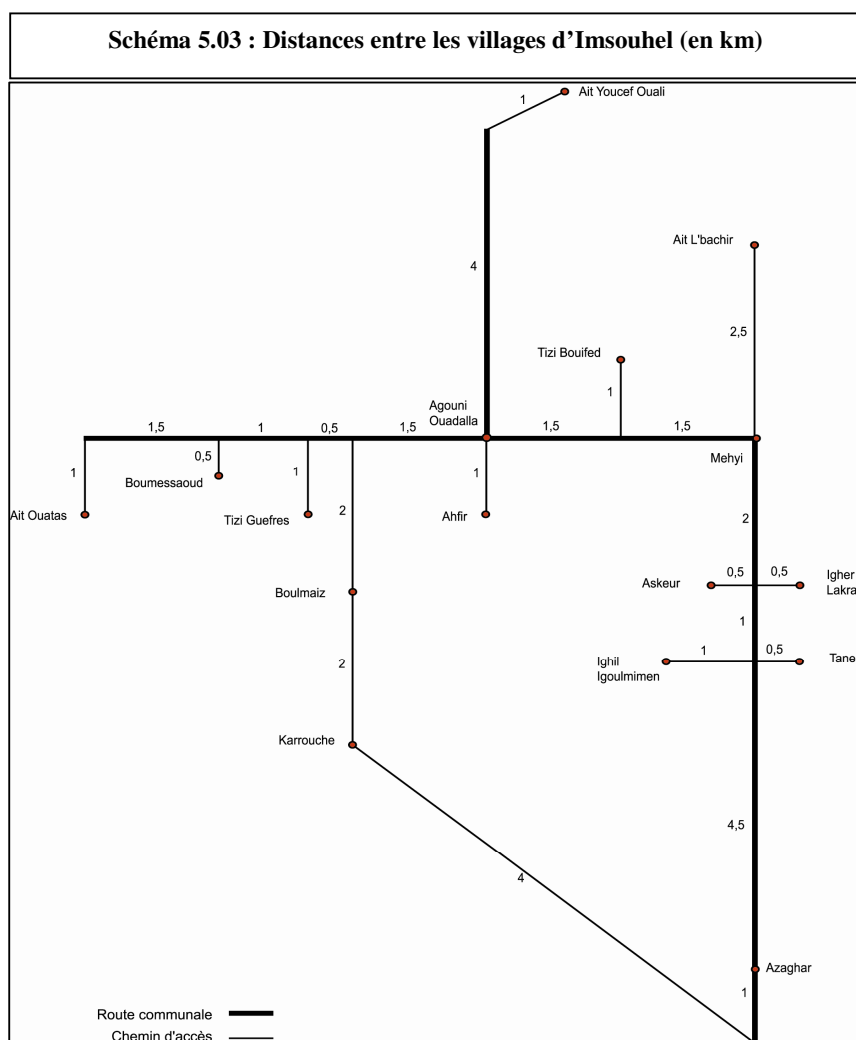 Schéma 5.03 : Distances entre les villages d'Imsouhel (en km)
1
Ait Youcef Ouali
4
Ait L'bachir
2,5
Tizi Bouifed
1
Agouni
Ouadalla
1,5
1
0,5
1,5
1,5
1,5
Mehyi
1
Ait Ouatas
0,5
Boumessaoud
1
Tizi Guefres
2
1
Ahfir
2
Boulmaiz
Askeur
0,5
0,5
Igher
Lakra
1
Ighil
Igoulmimen
1
0,5
Tane
2
Karrouche
4,5
4
Azaghar
1
Route communale
Chemin d'accès